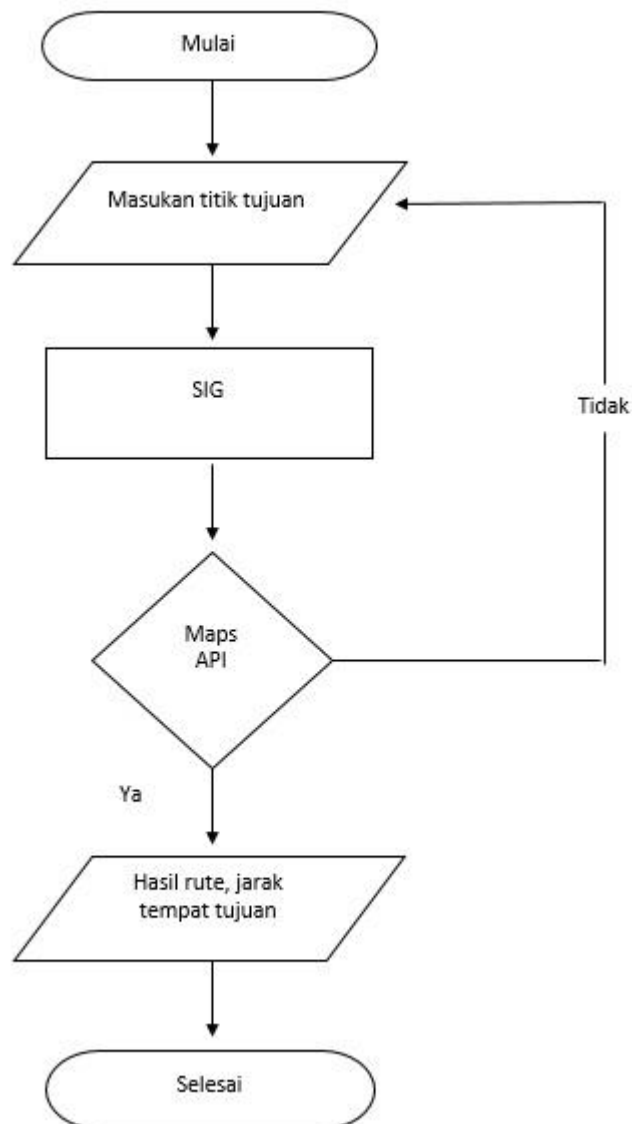 Mulai
Masukan titik tujuan
SIG
Tidak
Maps
API
Ya
Hasil rute, jarak
tempat tujuan
Selesai